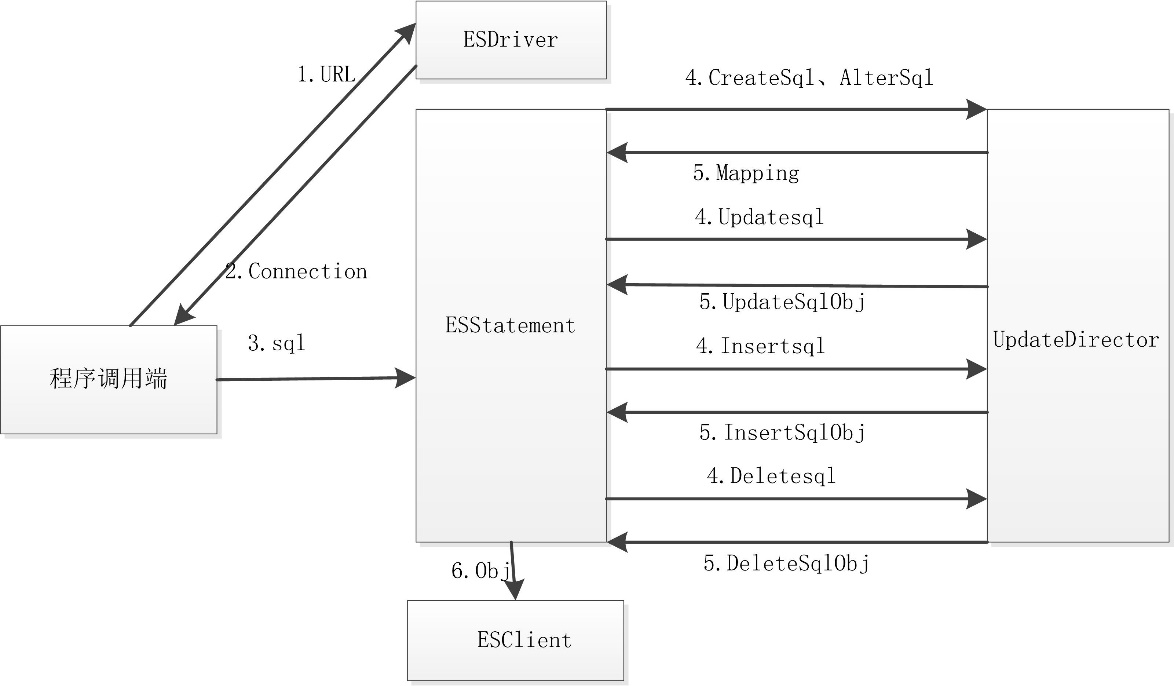 ESDriver
1.URL
4.CreateSql、AlterSql
5.Mapping
4.Updatesql
2.Connection
5.UpdateSqlObj
ESStatement
UpdateDirector
3.sql
4.Insertsql
程序调用端
5.InsertSqlObj
4.Deletesql
5.DeleteSqlObj
6.Obj
ESClient